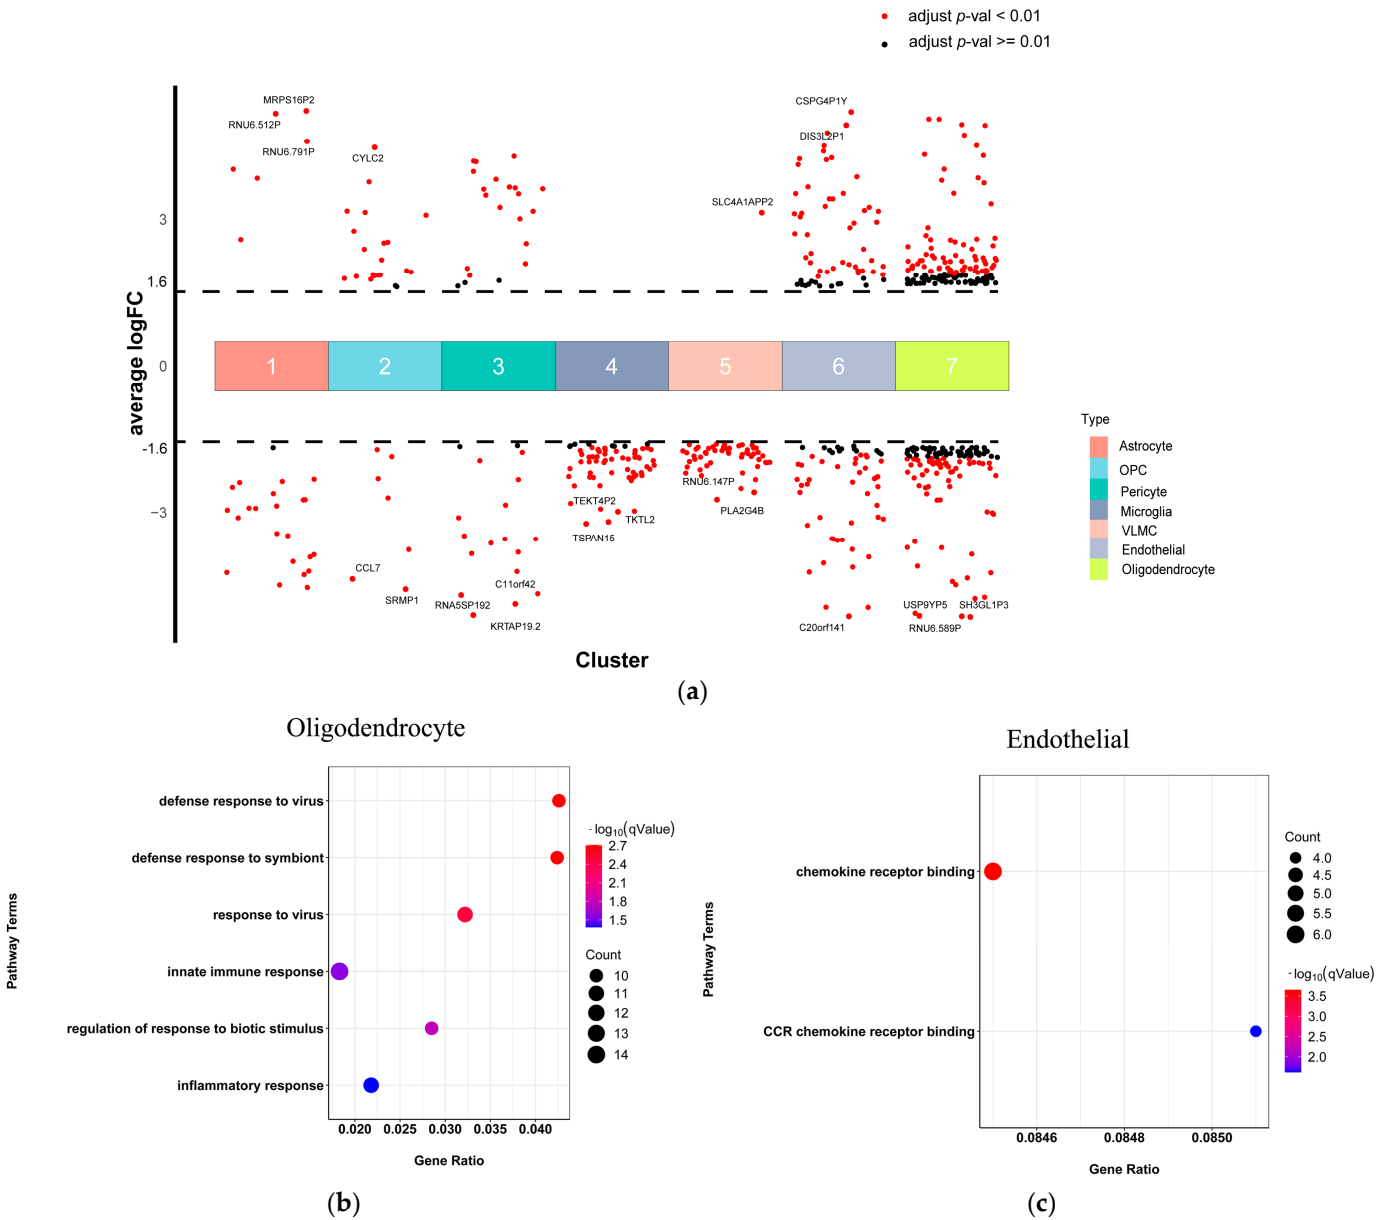 adjust p-val < 0.01
adjust p-val >= 0.01
MRPS16P2
RNU6.512P
RNU6.791P
CYLC2
CSPG4P1Y
DIS3L2P1
SLC4A1APP2
average logFC
3
1.6
0
-1.6
-3
1 2 3 4 5 6 7
Type
Astrocyte
OPC
Pericyte
Microglia
VLMC
Endothelial
Oligodendrocyte
CCL7
SRMP1
RNA5SP192
C11orf42
KRTAP19.2
TEKT4P2
TKTL2
TSPAN16
RNU6.147P
PLA2G4B
C20orf141
USP9YP5
SH3GL1P3
RNU6.589P
Cluster
(a)
Oligodendrocyte
Pathway Terms
defense response to virus
defense response to symbiont
response to virus
innate immune response
regulation of response to biotic stimulus
inflammatory response
0.020 0.025 0.030 0.035 0.040
Gene Ratio
-log10(qValue)
2.7
2.4
2.1
1.8
1.5
Count
10
11
12
13
14
(b)
Endothelial
Pathway Terms
chemokine receptor binding
CCR chemokine receptor binding
0.0846 0.0848 0.0850
Gene Ratio
Count
4.0
4.5
5.0
5.5
6.0
-log10(qValue)
3.5
3.0
2.5
2.0
(c)